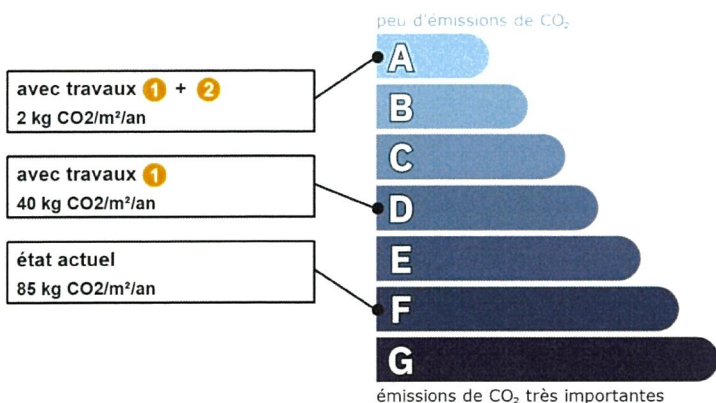 peu d'émissions de CO₂
A
avec travaux 1 + 2
2 kg CO2/m²/an
B
C
avec travaux 1
40 kg CO2/m²/an
D
état actuel
85 kg CO2/m²/an
E
F
G
émissions de CO₂ très importantes